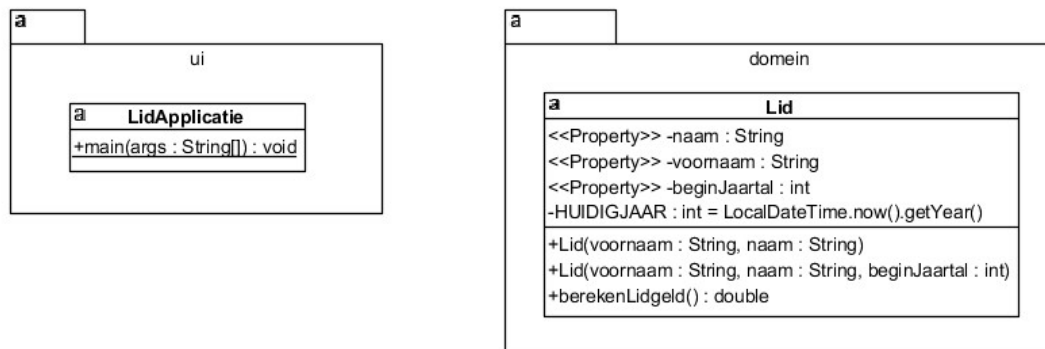 a
ui
a LidApplicatie
+main(args : String[]) : void
a
domein
a Lid
<<Property>> -naam : String
<<Property>> -voornaam : String
<<Property>> -beginJaartal : int
-HUIDIGJAAR : int = LocalDateTime.now().getYear()
+Lid(voornaam : String, naam : String)
+Lid(voornaam : String, naam : String, beginJaartal : int)
+berekenLidgeld() : double